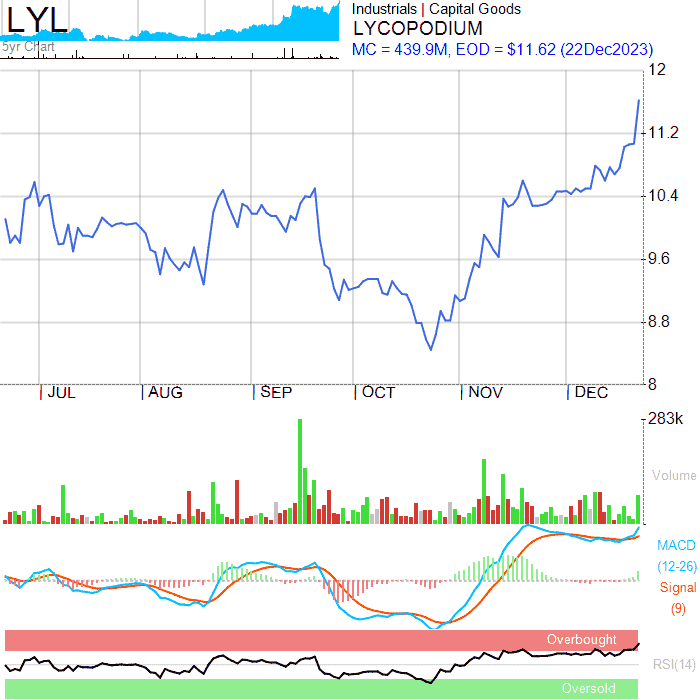 LYL
5yr Chart
Industrials | Capital Goods
LYCOPODIUM
MC = 439.9M, EOD = $11.62 (22Dec2023)
12
11.2
10.4
9.6
8.8
8
JUL AUG SEP OCT NOV DEC
283k
Volume
MACD
(12-26)
Signal
(9)
Overbought
RSI(14)
Oversold